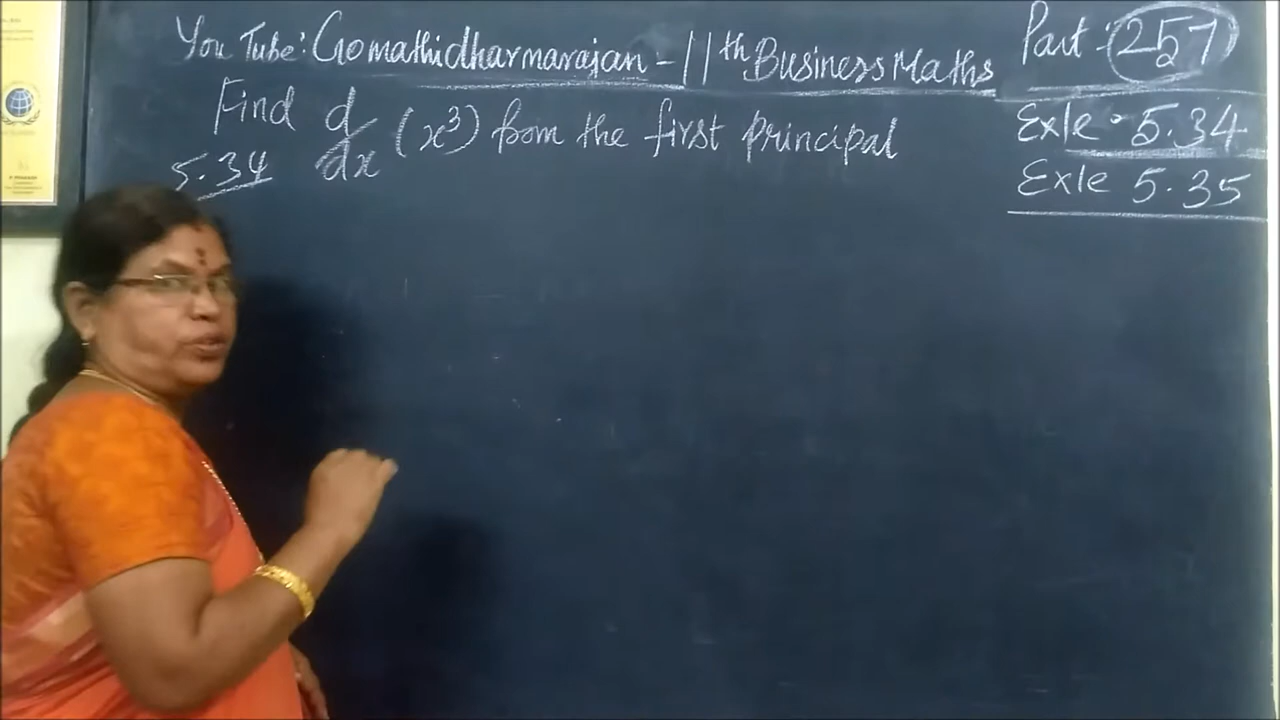 You Tube: Gomathidharmarajan - 11th Business Maths
Part : 257
Find d/dx (x³) from the first principal
5.34
Exle 5.34
Exle 5.35